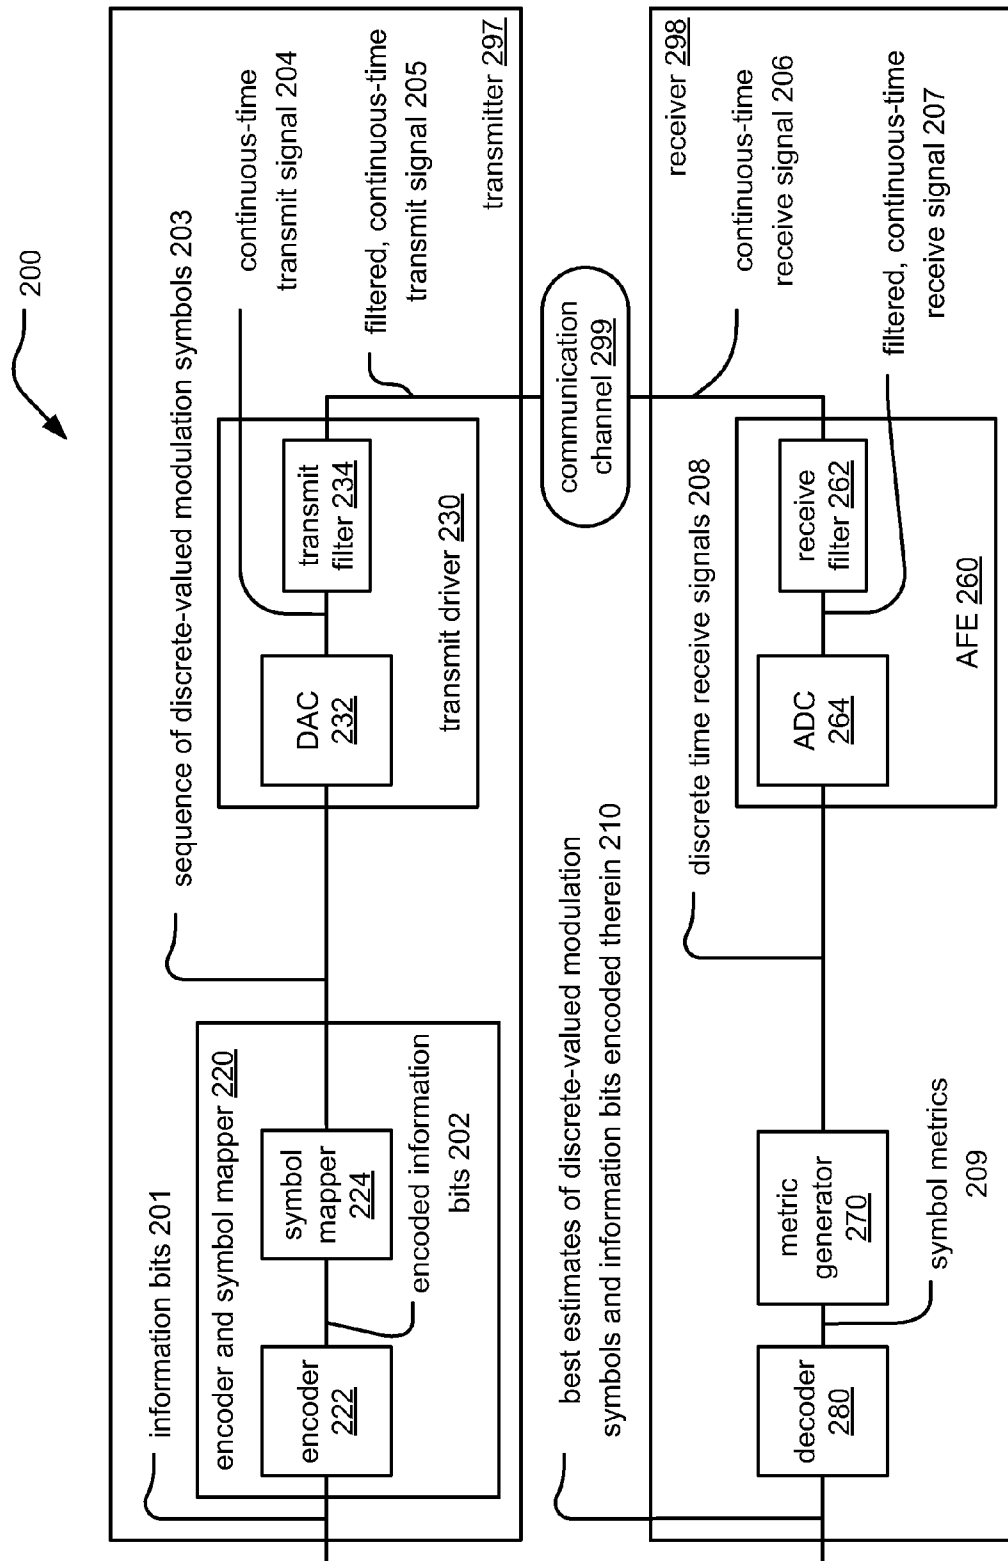 200
information bits 201
sequence of discrete-valued modulation symbols 203
continuous-time
transmit signal 204
filtered, continuous-time
transmit signal 205
transmitter 297
encoder and symbol mapper 220
encoder
222
symbol
mapper
224
encoded information
bits 202
DAC
232
transmit
filter 234
transmit driver 230
communication
channel 299
best estimates of discrete-valued modulation
symbols and information bits encoded therein 210
discrete time receive signals 208
receiver 298
continuous-time
receive signal 206
filtered, continuous-time
receive signal 207
decoder
280
metric
generator
270
symbol metrics
209
ADC
264
receive
filter 262
AFE 260